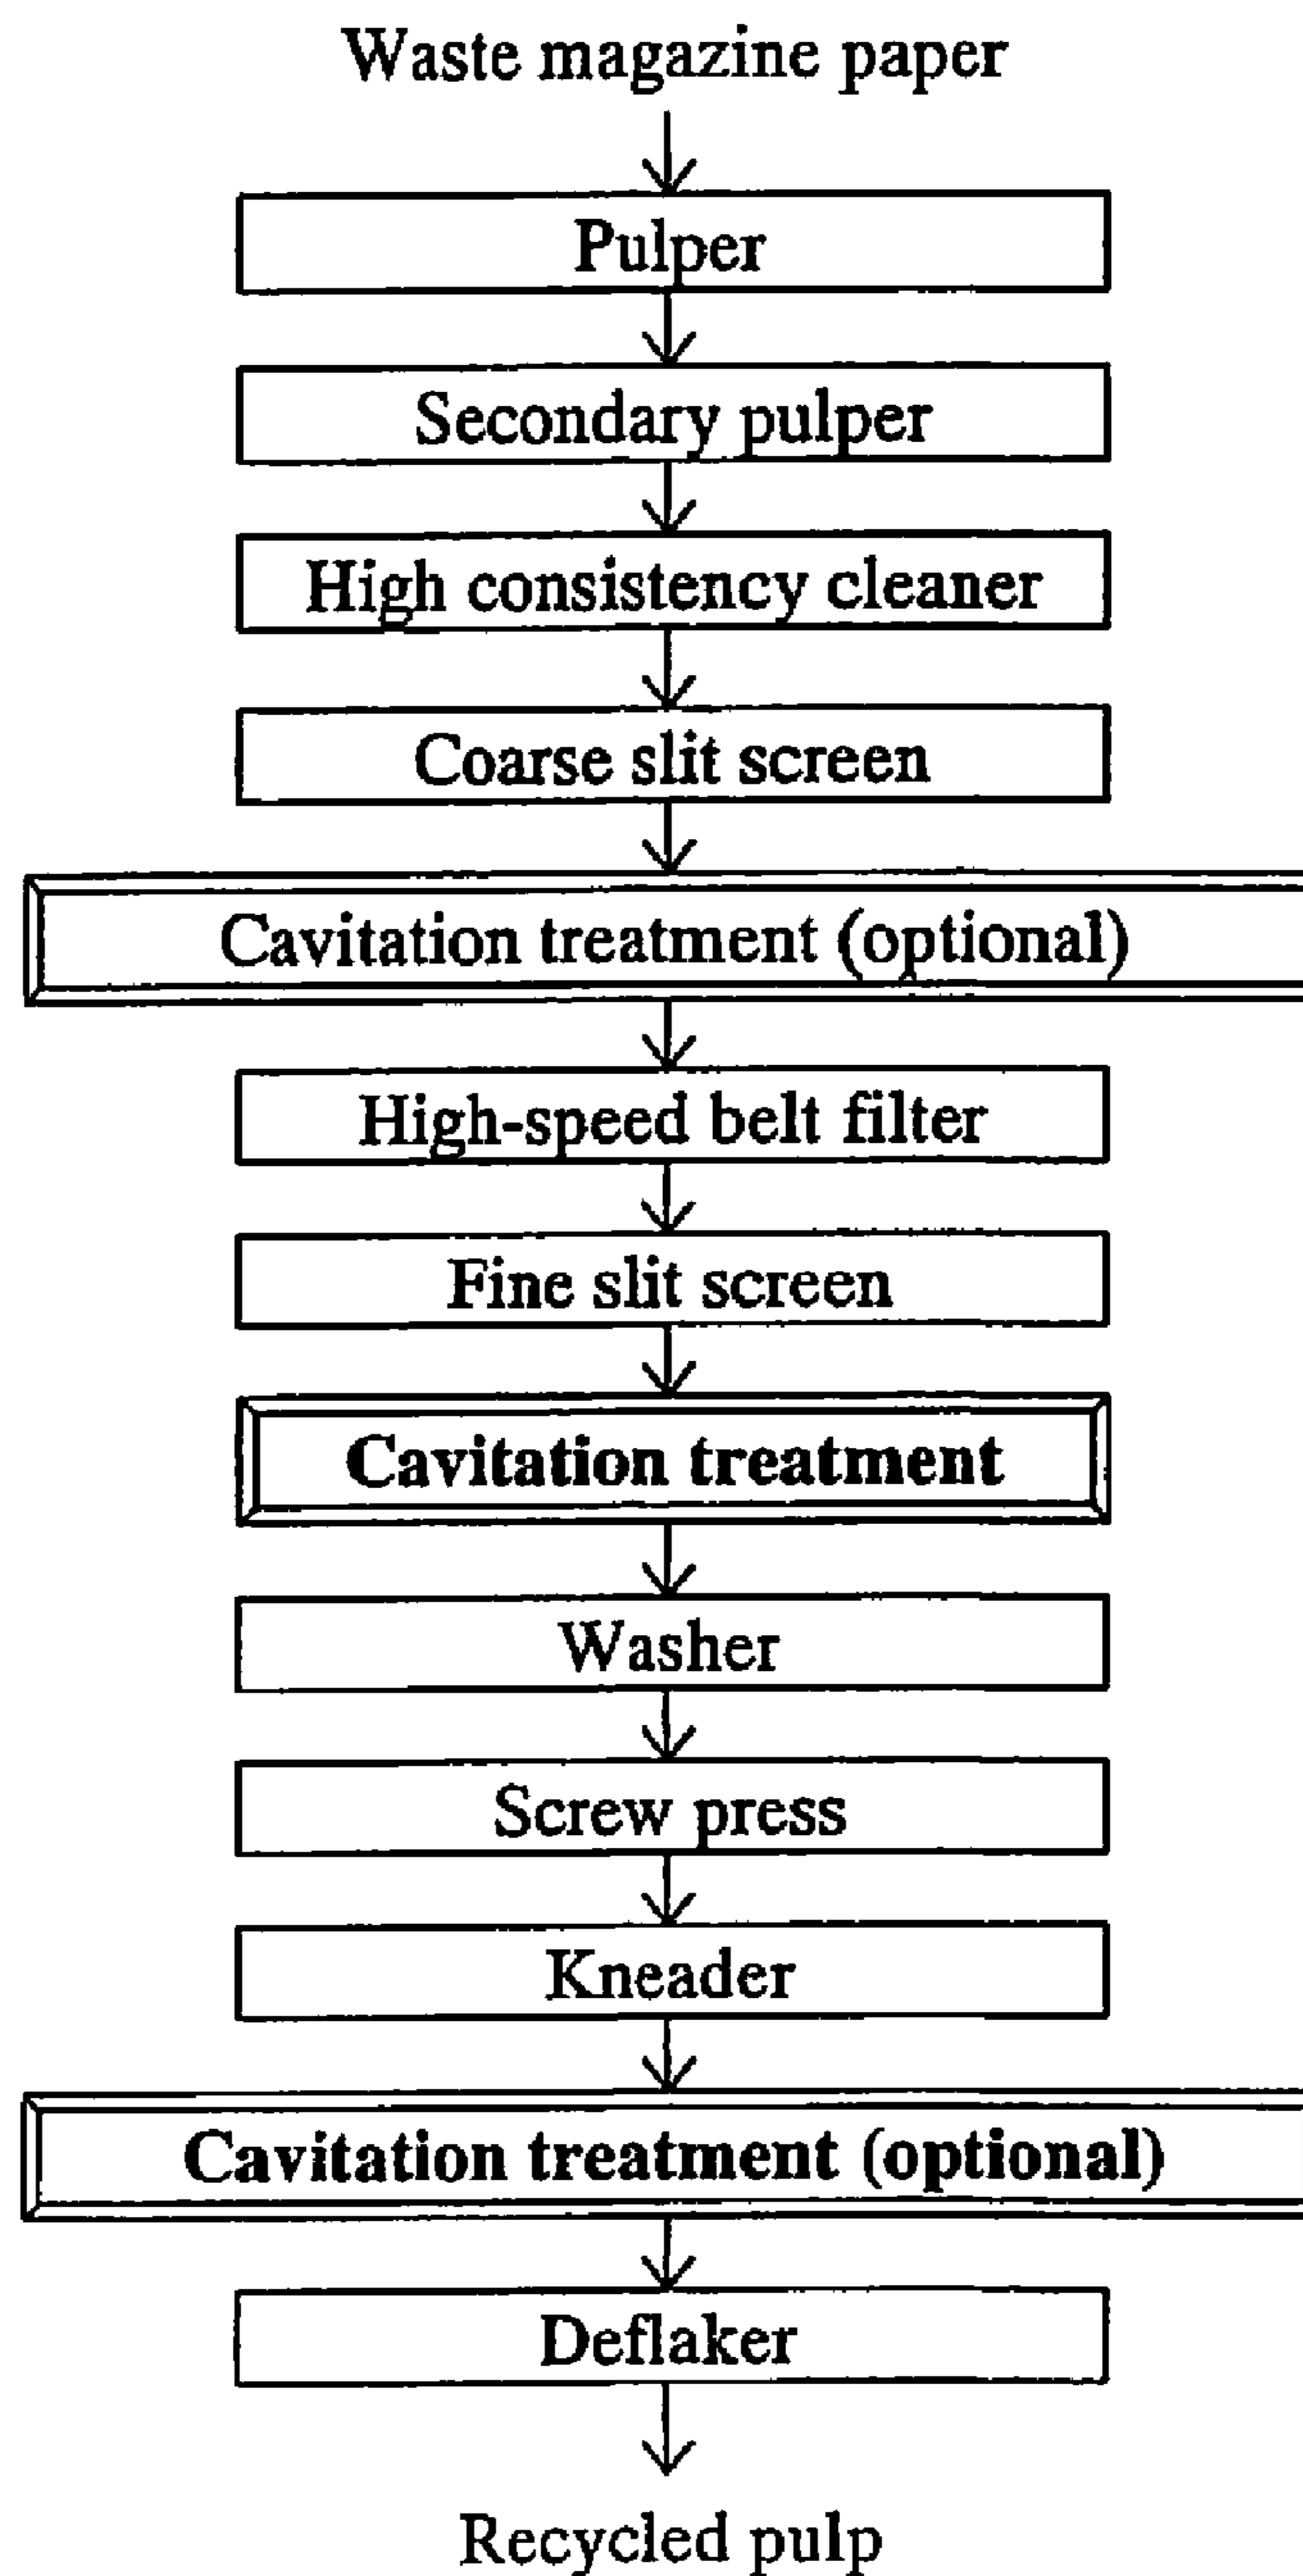 Waste magazine paper
Pulper
Secondary pulper
High consistency cleaner
Coarse slit screen
Cavitation treatment (optional)
High-speed belt filter
Fine slit screen
Cavitation treatment
Washer
Screw press
Kneader
Cavitation treatment (optional)
Deflaker
Recycled pulp